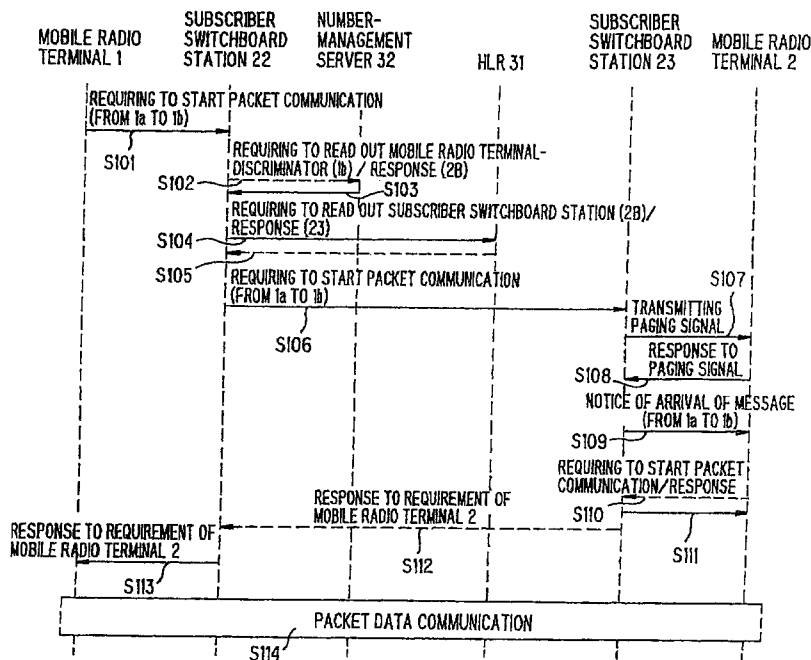 MOBILE RADIO
TERMINAL 1
SUBSCRIBER
SWITCHBOARD
STATION 22
NUMBER-
MANAGEMENT
SERVER 32
HLR 31
SUBSCRIBER
SWITCHBOARD
STATION 23
MOBILE RADIO
TERMINAL 2
REQUIRING TO START PACKET COMMUNICATION
(FROM 1a TO 1b)
S101
REQUIRING TO READ OUT MOBILE RADIO TERMINAL-
DISCRIMINATOR (1b) / RESPONSE (2B)
S102
S103
REQUIRING TO READ OUT SUBSCRIBER SWITCHBOARD STATION (2B)/
RESPONSE (23)
S104
S105
REQUIRING TO START PACKET COMMUNICATION
(FROM 1a TO 1b)
S106
S107
TRANSMITTING
PAGING SIGNAL
RESPONSE TO
PAGING SIGNAL
S108
NOTICE OF ARRIVAL OF MESSAGE
(FROM 1a TO 1b)
S109
REQUIRING TO START PACKET
COMMUNICATION/RESPONSE
S110
S111
RESPONSE TO REQUIREMENT OF
MOBILE RADIO TERMINAL 2
S112
RESPONSE TO REQUIREMENT OF
MOBILE RADIO TERMINAL 2
S113
PACKET DATA COMMUNICATION
S114